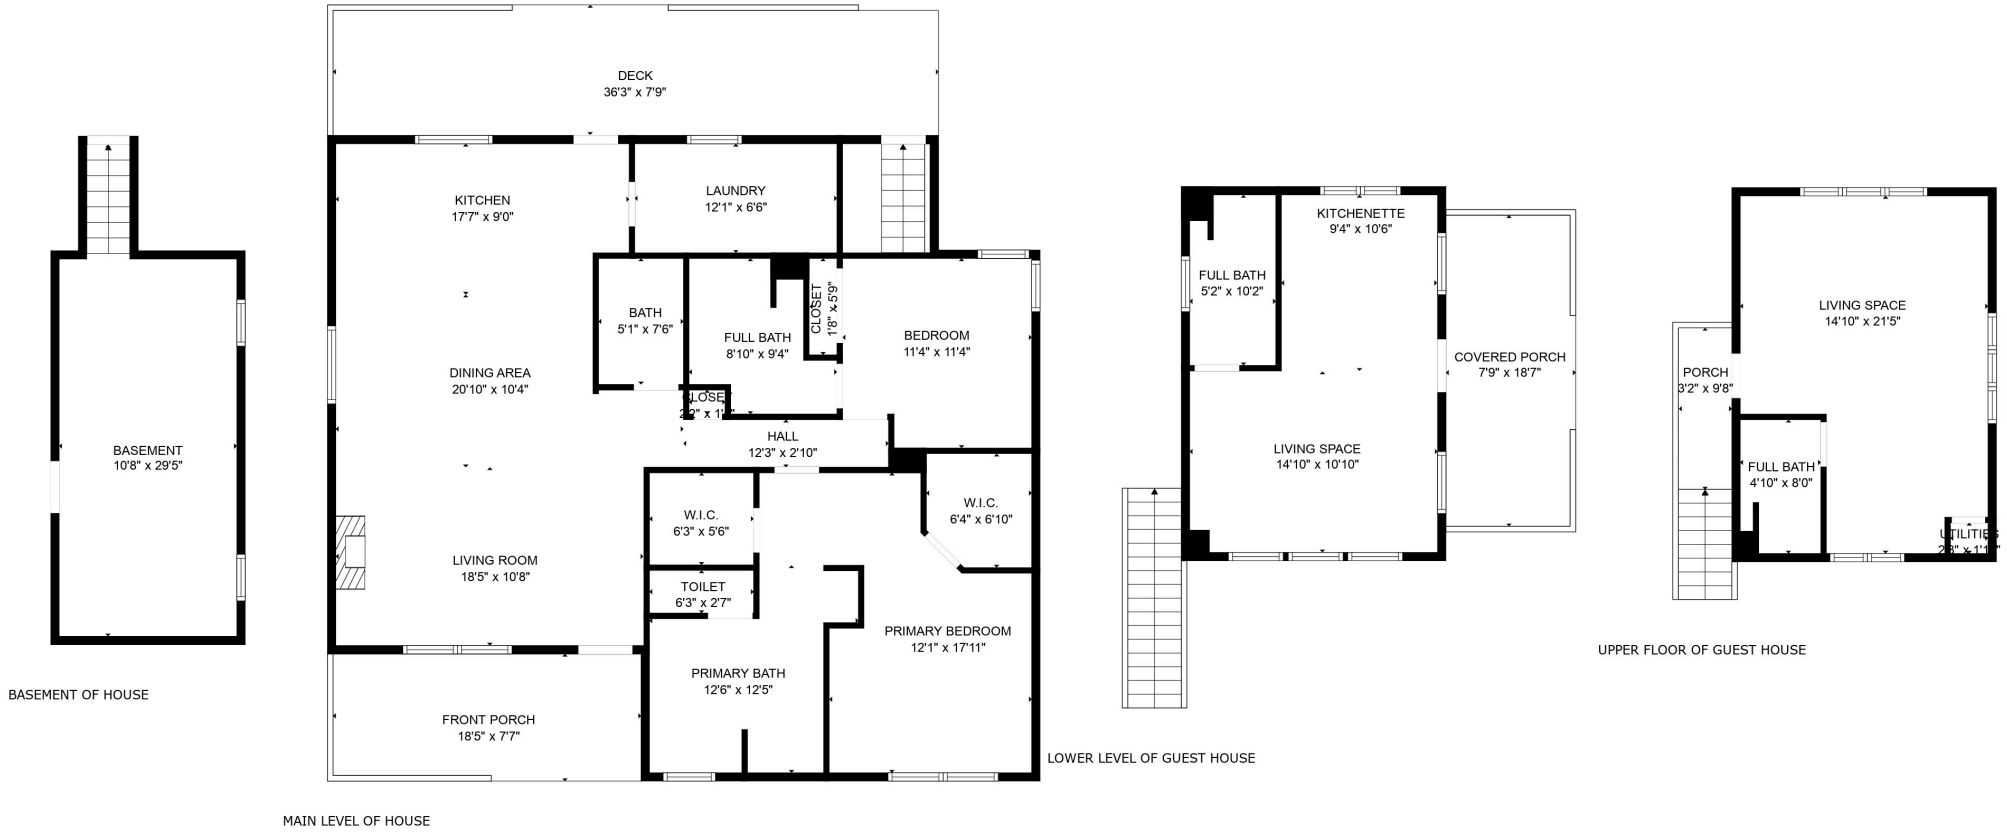 BASEMENT
10'8" x 29'5"
BASEMENT OF HOUSE
DECK
36'3" x 7'9"
KITCHEN
17'7" x 9'0"
LAUNDRY
12'1" x 6'6"
BATH
5'1" x 7'6"
FULL BATH
8'10" x 9'4"
CLOSET
1'8" x 5'9"
BEDROOM
11'4" x 11'4"
DINING AREA
20'10" x 10'4"
CLOSET
HALL
12'3" x 2'10"
W.I.C.
6'3" x 5'6"
W.I.C.
6'4" x 6'10"
LIVING ROOM
18'5" x 10'8"
TOILET
6'3" x 2'7"
PRIMARY BEDROOM
12'1" x 17'11"
PRIMARY BATH
12'6" x 12'5"
FRONT PORCH
18'5" x 7'7"
MAIN LEVEL OF HOUSE
KITCHENETTE
9'4" x 10'6"
FULL BATH
5'2" x 10'2"
COVERED PORCH
7'9" x 18'7"
LIVING SPACE
14'10" x 10'10"
LOWER LEVEL OF GUEST HOUSE
LIVING SPACE
14'10" x 21'5"
PORCH
3'2" x 9'8"
FULL BATH
4'10" x 8'0"
UTILITIES
UPPER FLOOR OF GUEST HOUSE